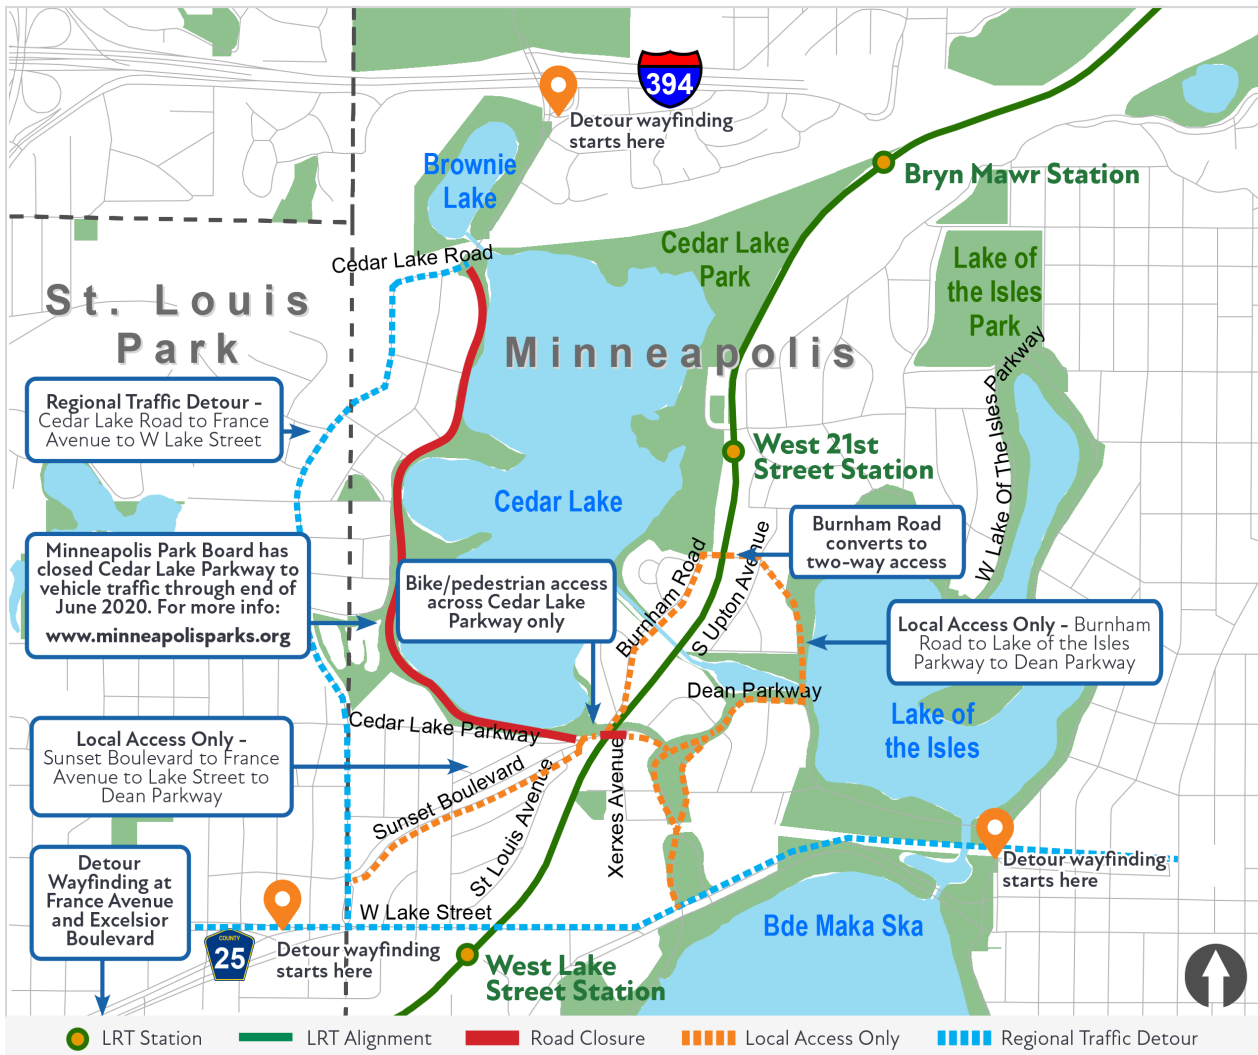 394
Detour wayfinding
starts here
Brownie
Lake
Bryn Mawr Station
Cedar Lake
Park
Cedar Lake Road
Lake of
the Isles
Park
St. Louis
Park
Minneapolis
W Lake Of The Isles Parkway
Regional Traffic Detour –
Cedar Lake Road to France
Avenue to W Lake Street
West 21st
Street Station
Cedar Lake
Burnham Road
converts to
two-way access
Minneapolis Park Board has
closed Cedar Lake Parkway to
vehicle traffic through end of
June 2020. For more info:
www.minneapolisparks.org
Bike/pedestrian access
across Cedar Lake
Parkway only
Burnham Road
S Upton Avenue
Local Access Only – Burnham
Road to Lake of the Isles
Parkway to Dean Parkway
Dean Parkway
Cedar Lake Parkway
Lake of
the Isles
Local Access Only –
Sunset Boulevard to France
Avenue to Lake Street to
Dean Parkway
Sunset Boulevard
St Louis Avenue
Xerxes Avenue
Detour wayfinding
starts here
Detour
Wayfinding at
France Avenue
and Excelsior
Boulevard
W Lake Street
Bde Maka Ska
COUNTY
25
Detour wayfinding
starts here
West Lake
Street Station
LRT Station
LRT Alignment
Road Closure
Local Access Only
Regional Traffic Detour